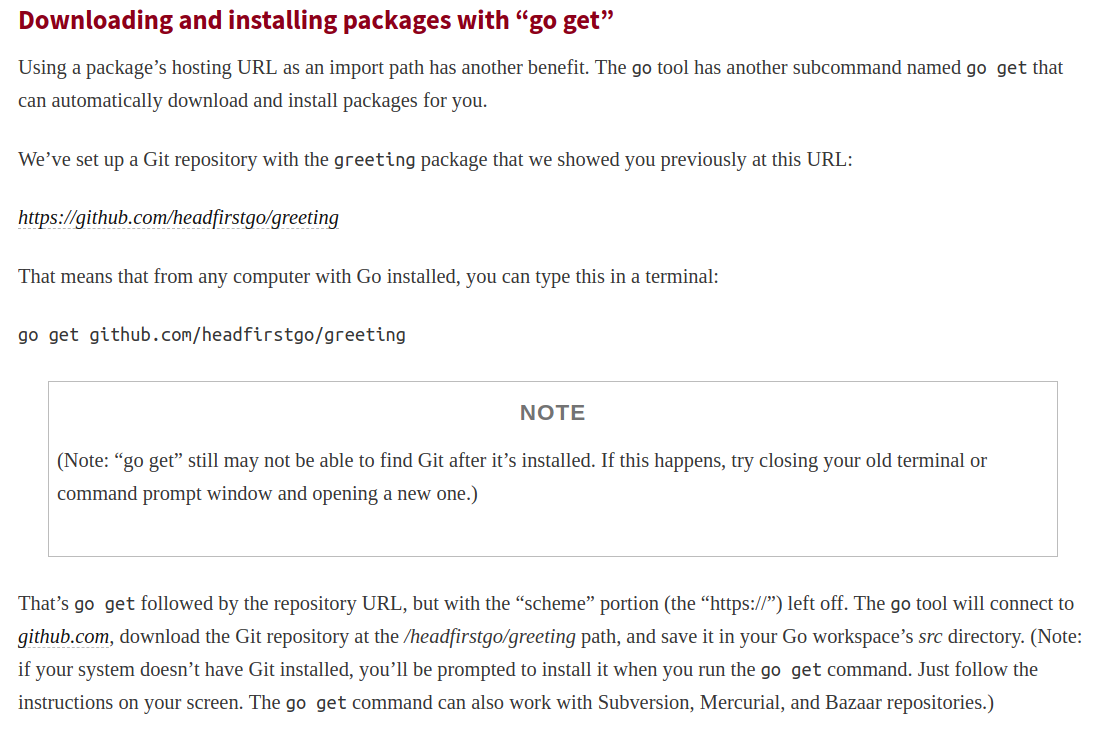 Downloading and installing packages with “go get”
Using a package’s hosting URL as an import path has another benefit. The go tool has another subcommand named go get that
can automatically download and install packages for you.
We’ve set up a Git repository with the greeting package that we showed you previously at this URL:
https://github.com/headfirstgo/greeting
That means that from any computer with Go installed, you can type this in a terminal:
go get github.com/headfirstgo/greeting
NOTE
(Note: “go get” still may not be able to find Git after it’s installed. If this happens, try closing your old terminal or
command prompt window and opening a new one.)
That’s go get followed by the repository URL, but with the “scheme” portion (the “https://”) left off. The go tool will connect to
github.com, download the Git repository at the /headfirstgo/greeting path, and save it in your Go workspace’s src directory. (Note:
if your system doesn’t have Git installed, you’ll be prompted to install it when you run the go get command. Just follow the
instructions on your screen. The go get command can also work with Subversion, Mercurial, and Bazaar repositories.)